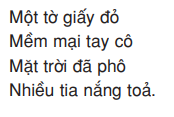 Một tờ giấy đỏ
Mềm mại tay cô
Mặt trời đã phô
Nhiều tia nắng toả.